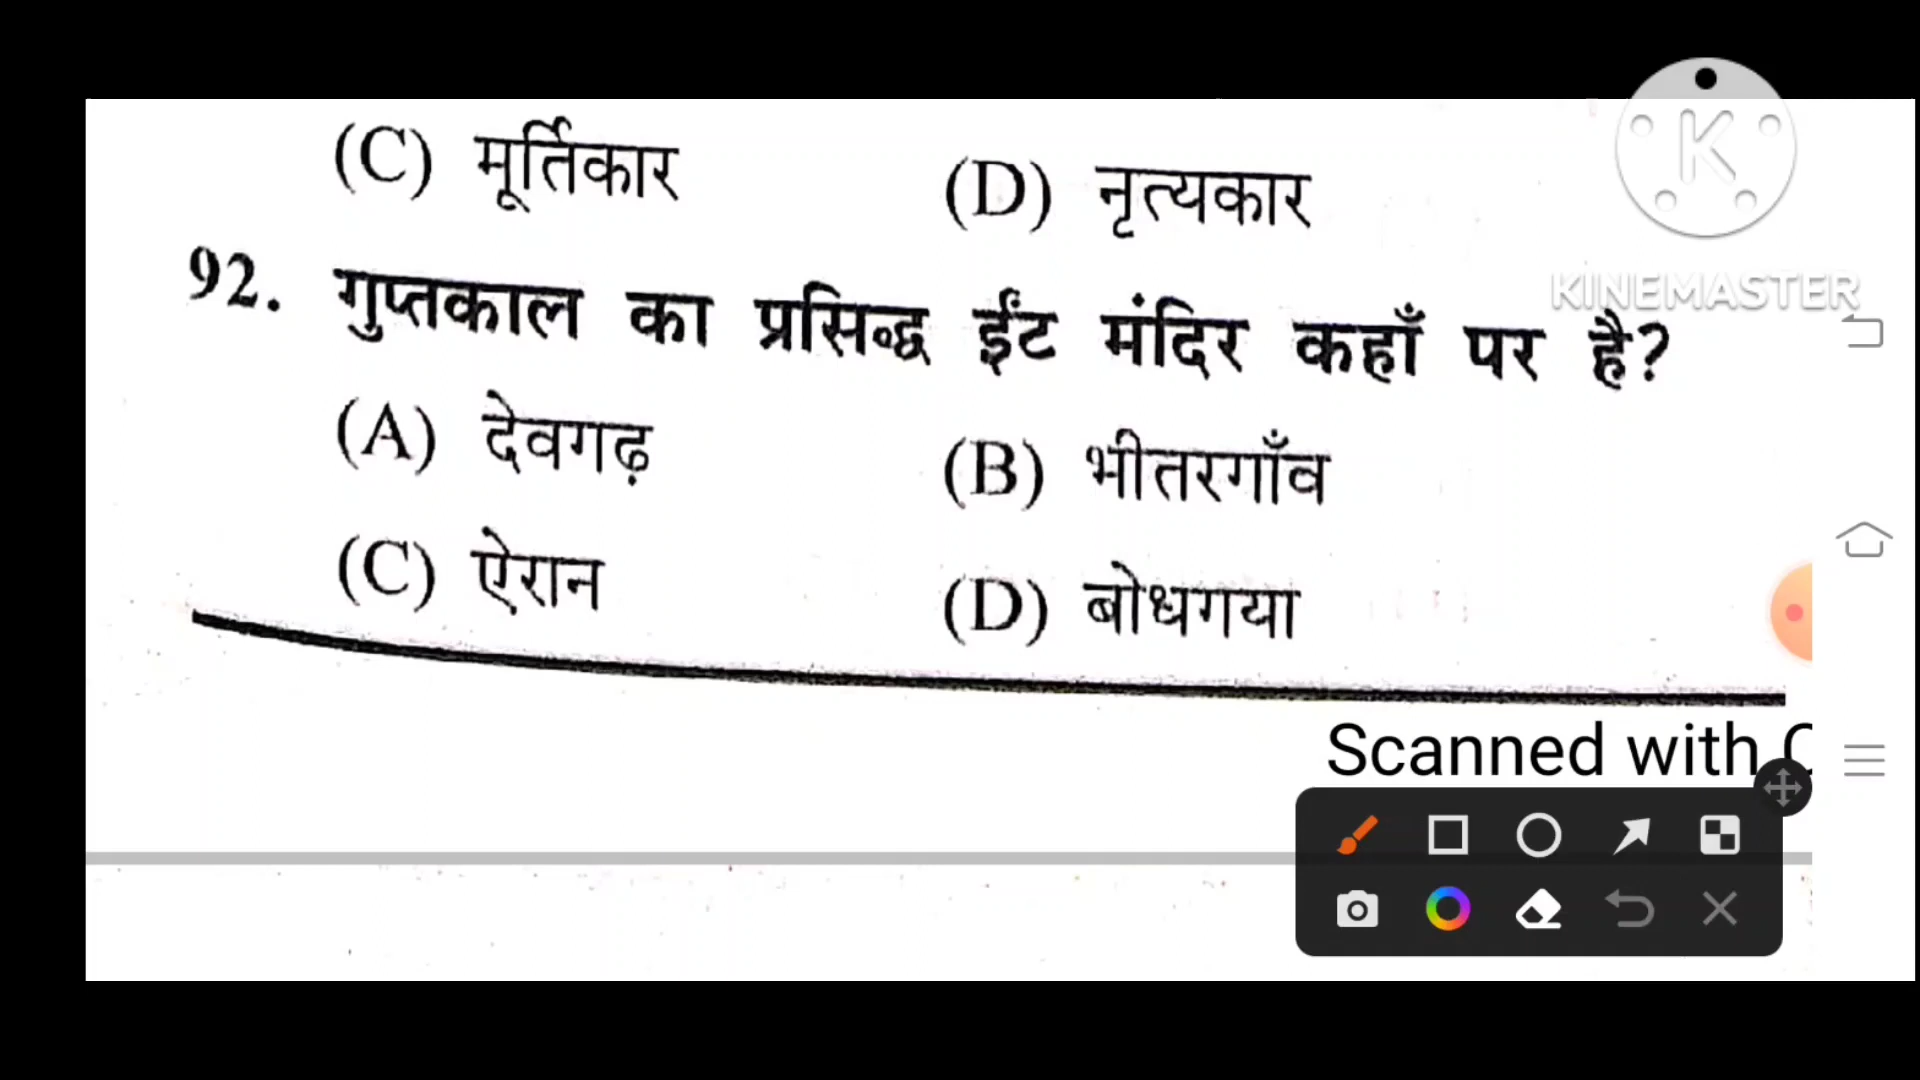 (C) मूर्तिकार (D) नृत्यकार
K
KINEMASTER
92. गुप्तकाल का प्रसिद्ध ईंट मंदिर कहाँ पर है?
(A) देवगढ़ (B) भीतरगाँव
(C) ऐरान (D) बोधगया
Scanned with